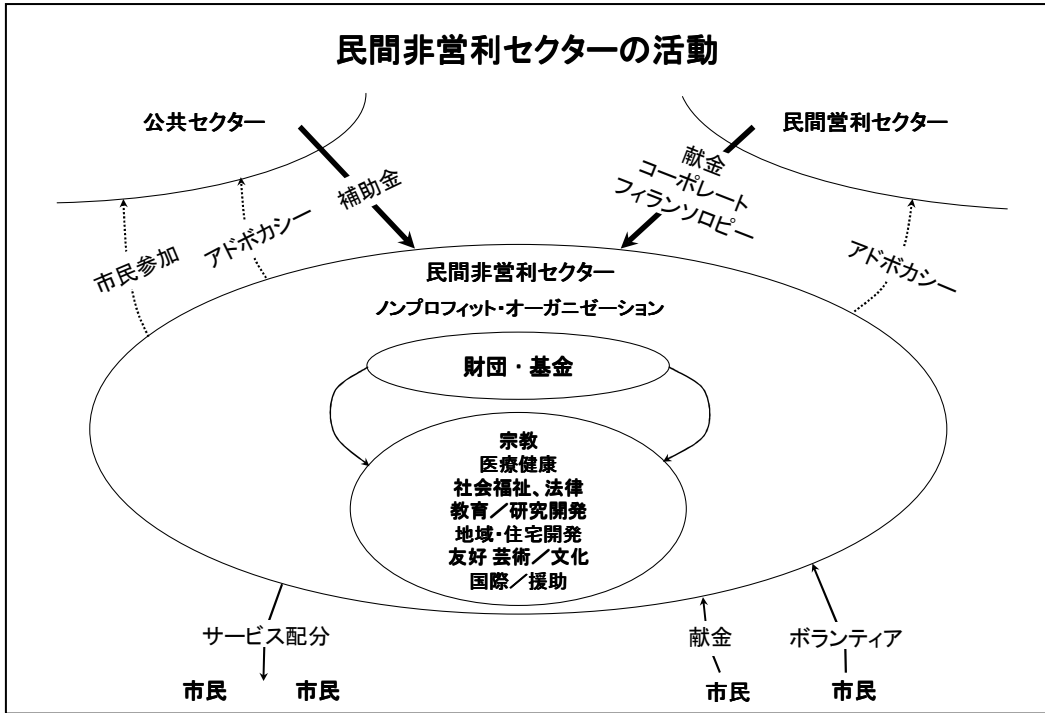 民間非営利セクターの活動
公共セクター
民間営利セクター
補助金
献金
コーポレート
フィランソロピー
市民参加
アドボカシー
アドボカシー
民間非営利セクター
ノンプロフィット・オーガニゼーション
財団・基金
宗教
医療健康
社会福祉、法律
教育／研究開発
地域・住宅開発
友好 芸術／文化
国際／援助
サービス配分
献金
ボランティア
市民
市民
市民
市民